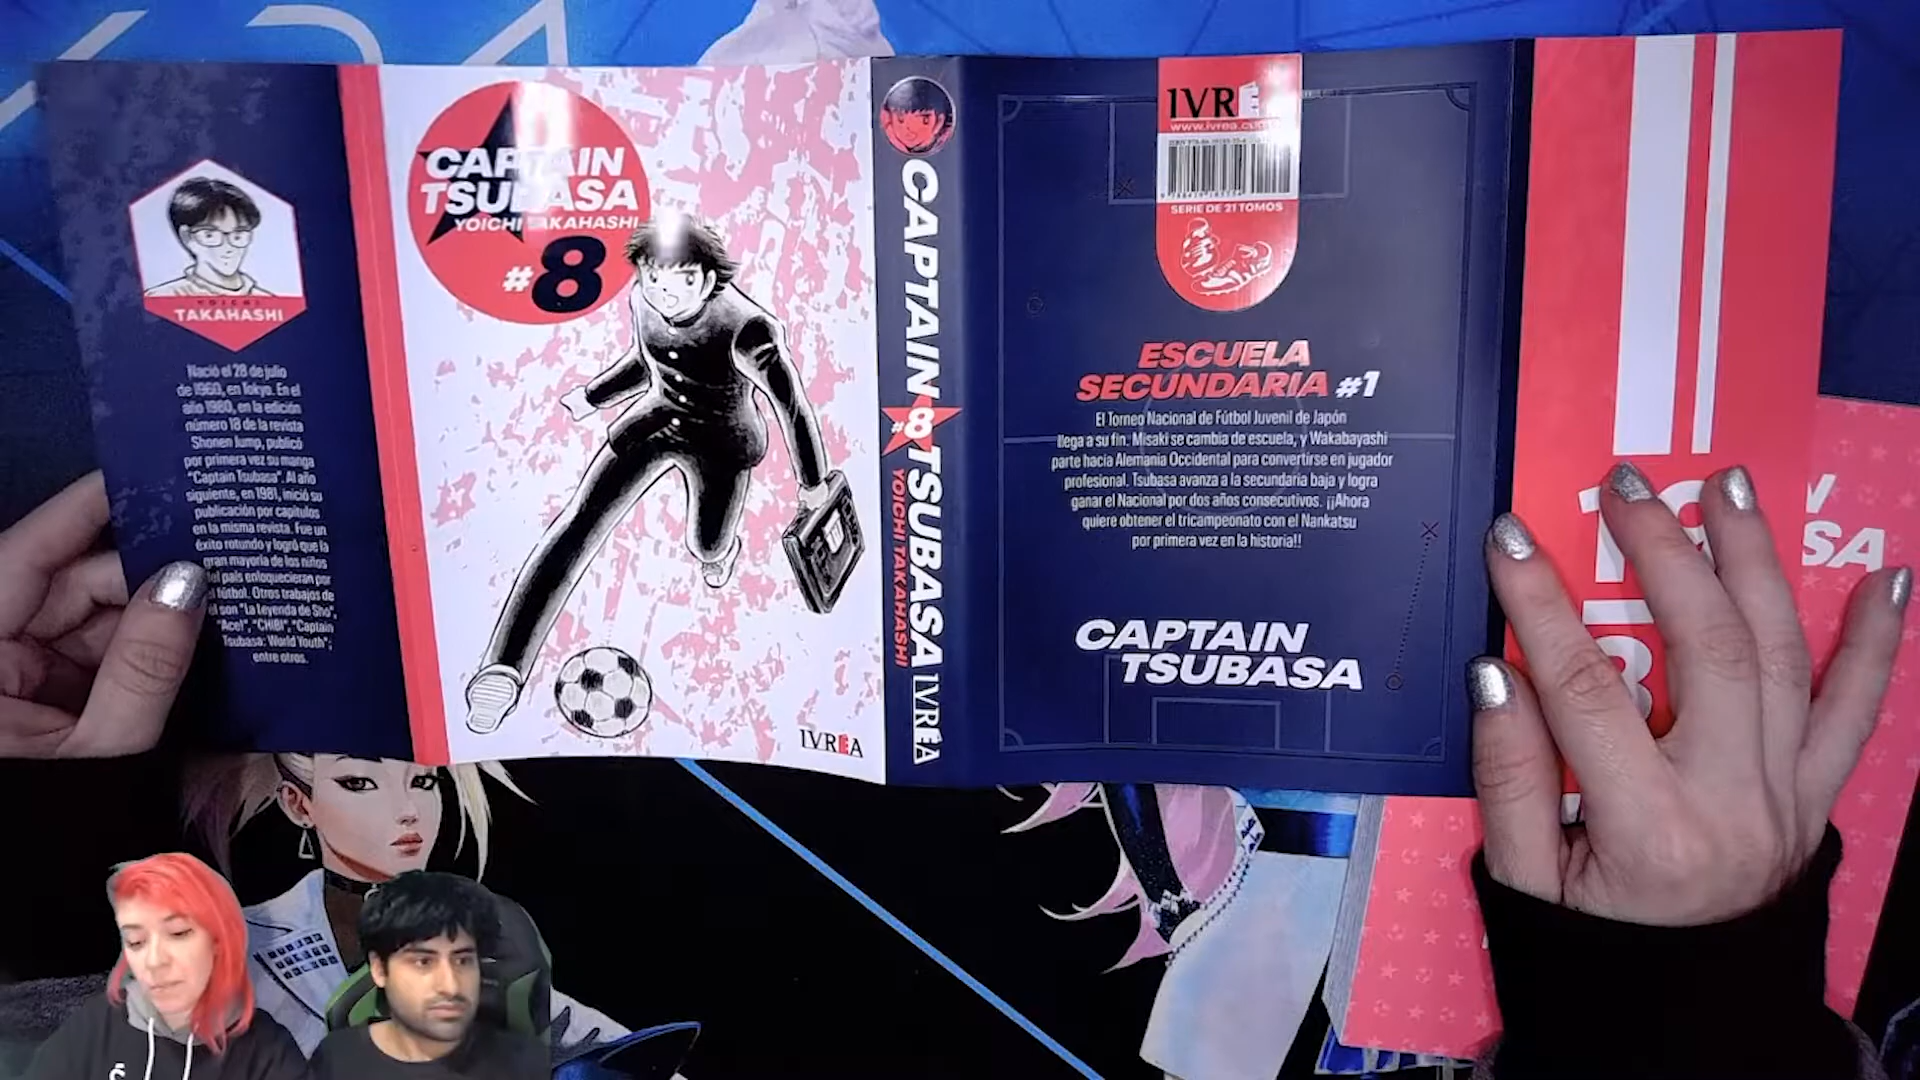 YOICHI
TAKAHASHI
Nació el 28 de julio
de 1960, en Tokyo. En el
año 1980, en la edición
número 18 de la revista
Shonen Jump, publicó
por primera vez su manga
"Captain Tsubasa". Al año
siguiente, en 1981, inició su
publicación por capítulos
en la misma revista. Fue un
éxito rotundo y logró que la
gran mayoría de los niños
del país enloquecieran por
el fútbol. Otros trabajos de
él son "La Leyenda de Sho",
"Ace!", "CHIBI", "Captain
Tsubasa: World Youth";
entre otros.
CAPTAIN
TSUBASA
YOICHI TAKAHASHI
#8
IVRÉA
CAPTAIN
#8
TSUBASA
YOICHI TAKAHASHI
IVRÉA
IVRÉ
www.ivrea.co
SERIE DE 21 TOMOS
ESCUELA
SECUNDARIA #1
El Torneo Nacional de Fútbol Juvenil de Japón
llega a su fin. Misaki se cambia de escuela, y Wakabayashi
parte hacia Alemania Occidental para convertirse en jugador
profesional. Tsubasa avanza a la secundaria baja y logra
ganar el Nacional por dos años consecutivos. ¡¡Ahora
quiere obtener el tricampeonato con el Nankatsu
por primera vez en la historia!!
CAPTAIN
TSUBASA
19
SA